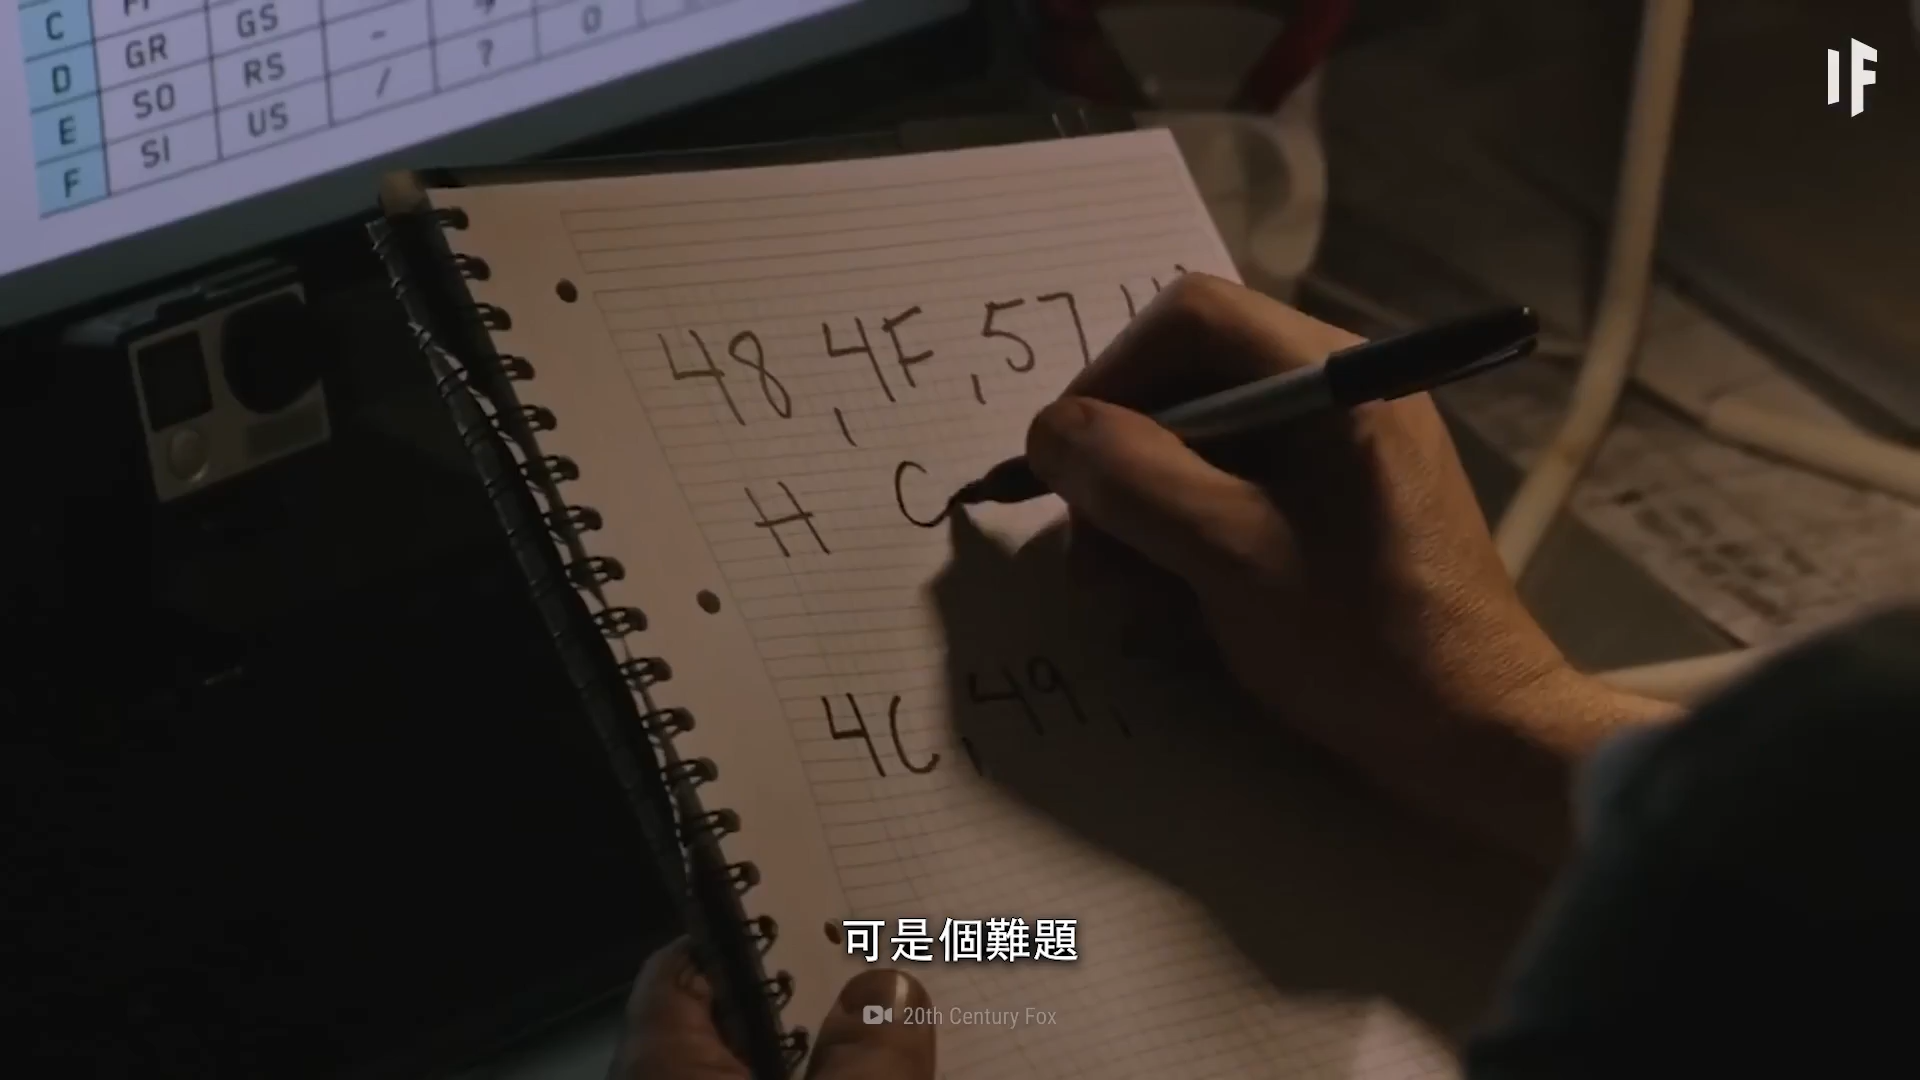 C GS - 
D GR RS ? 0
E SO US /
F SI
IF
48, 4F, 57
H C
4C, 49,
可是個難題
20th Century Fox